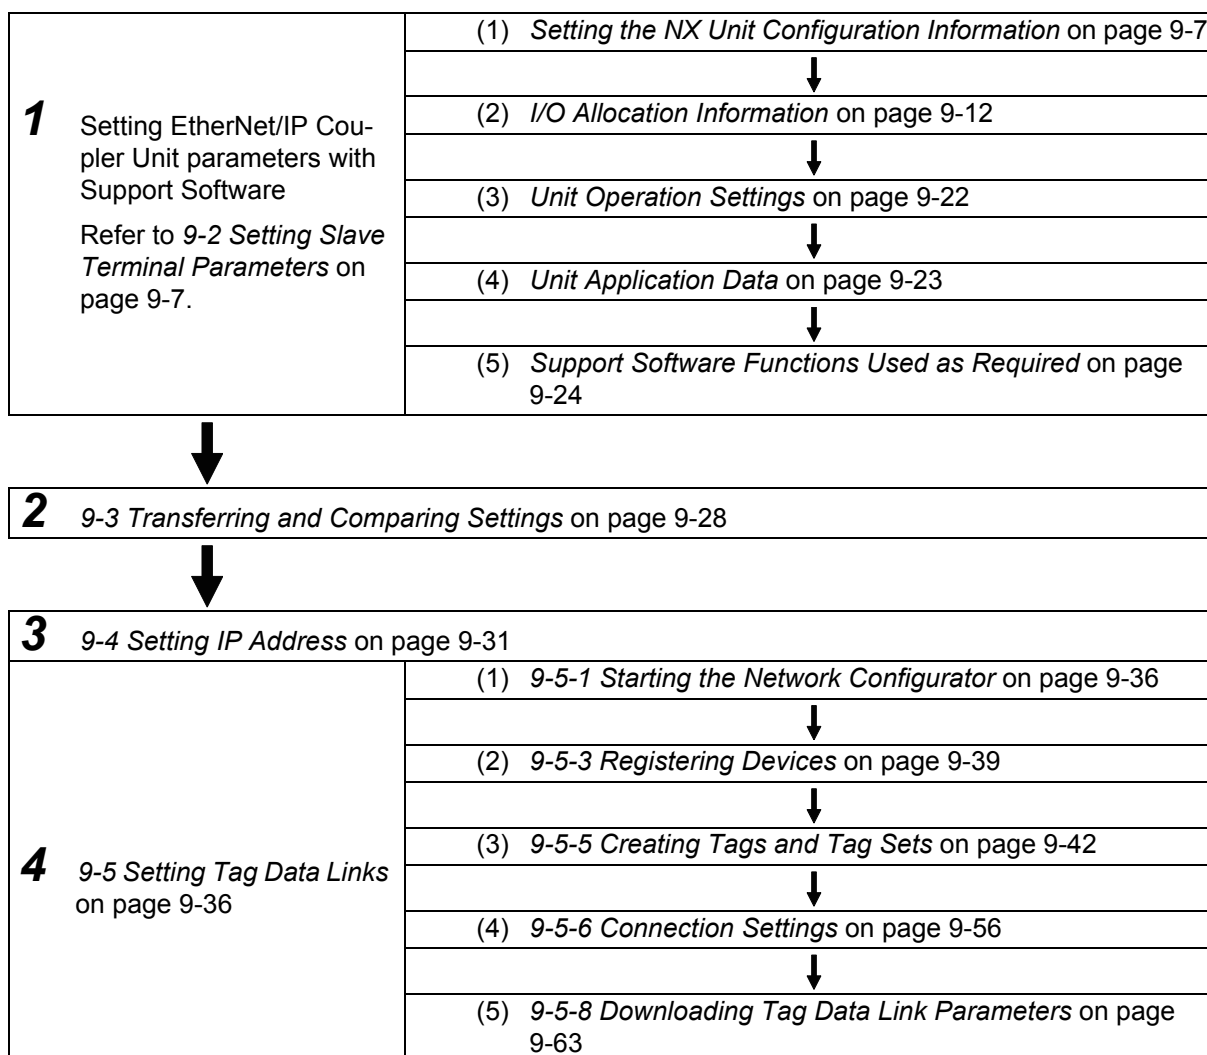 1 Setting EtherNet/IP Cou-
pler Unit parameters with
Support Software
Refer to 9-2 Setting Slave
Terminal Parameters on
page 9-7.
(1) Setting the NX Unit Configuration Information on page 9-7
(2) I/O Allocation Information on page 9-12
(3) Unit Operation Settings on page 9-22
(4) Unit Application Data on page 9-23
(5) Support Software Functions Used as Required on page
9-24
2 9-3 Transferring and Comparing Settings on page 9-28
3 9-4 Setting IP Address on page 9-31
4 9-5 Setting Tag Data Links
on page 9-36
(1) 9-5-1 Starting the Network Configurator on page 9-36
(2) 9-5-3 Registering Devices on page 9-39
(3) 9-5-5 Creating Tags and Tag Sets on page 9-42
(4) 9-5-6 Connection Settings on page 9-56
(5) 9-5-8 Downloading Tag Data Link Parameters on page
9-63